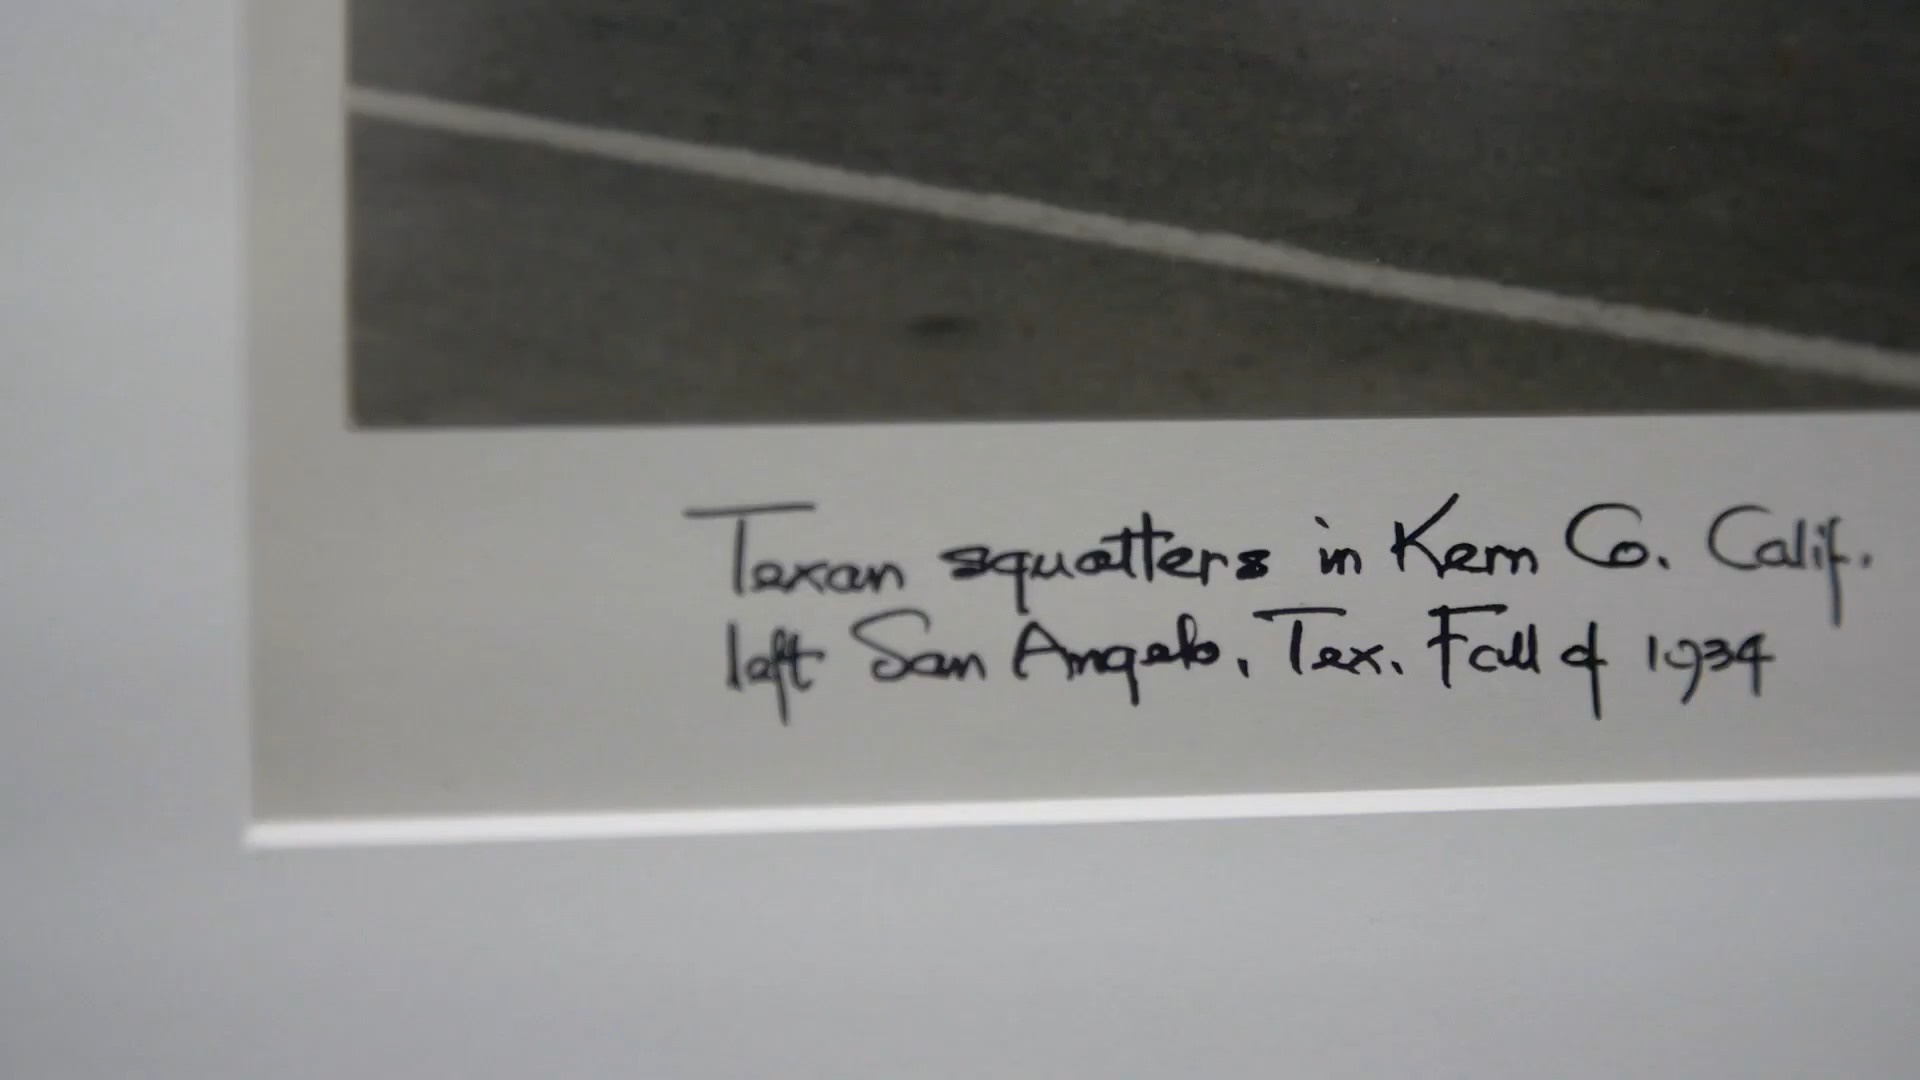 Texan squatters in Kern Co. Calif.
left San Angelo, Tex. Fall of 1934